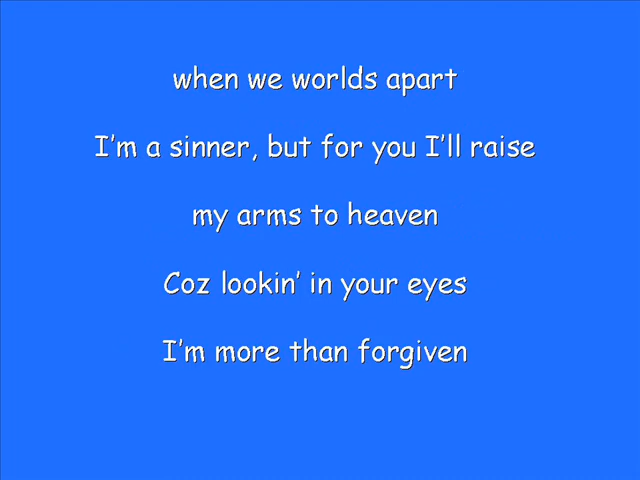 when we worlds apart
I'm a sinner, but for you I'll raise
my arms to heaven
Coz lookin' in your eyes
I'm more than forgiven